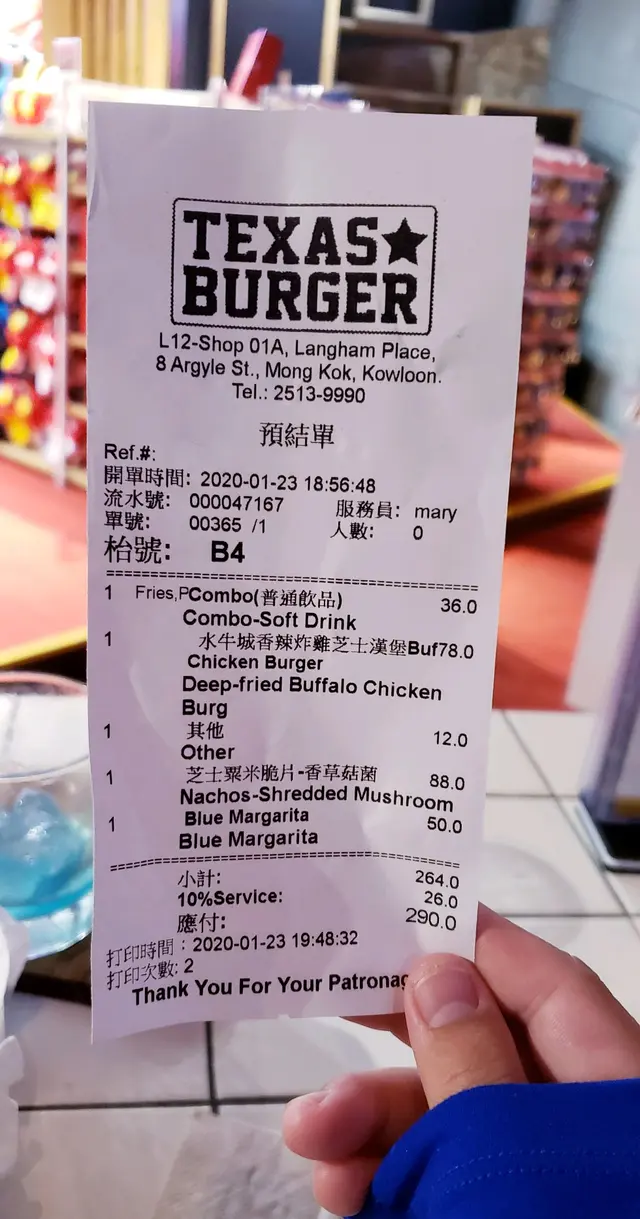 TEXAS★
BURGER
L12-Shop 01A, Langham Place,
8 Argyle St., Mong Kok, Kowloon.
Tel.: 2513-9990
預結單
Ref.#:
開單時間: 2020-01-23 18:56:48
流水號: 000047167 服務員: mary
單號: 00365 /1 人數: 0
枱號: B4
1 Fries,PCombo(普通飲品) 36.0
Combo-Soft Drink
1 水牛城香辣炸雞芝士漢堡Buf78.0
Chicken Burger
Deep-fried Buffalo Chicken
Burg
1 其他 12.0
Other
1 芝士粟米脆片-香草菇菌 88.0
Nachos-Shredded Mushroom
1 Blue Margarita 50.0
Blue Margarita
小計: 264.0
10%Service: 26.0
應付: 290.0
打印時間: 2020-01-23 19:48:32
打印次數: 2
Thank You For Your Patronag